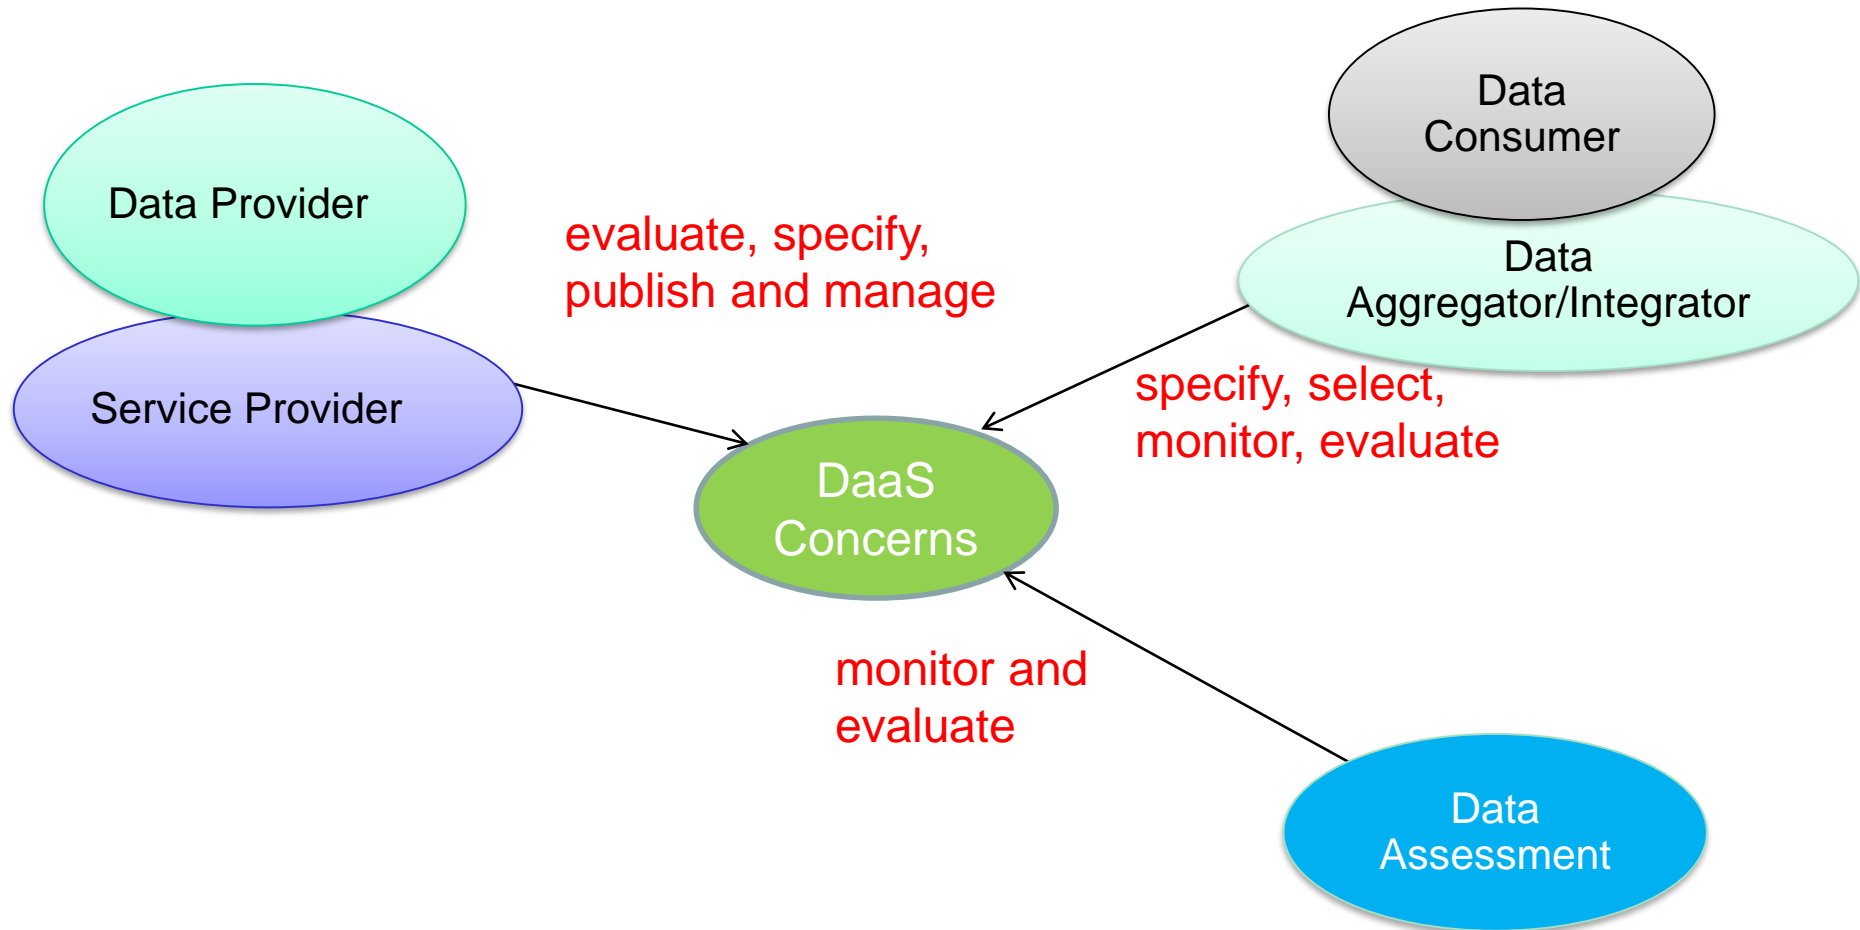 Data Provider
Service Provider
evaluate, specify,
publish and manage
Data
Consumer
Data
Aggregator/Integrator
specify, select,
monitor, evaluate
DaaS
Concerns
monitor and
evaluate
Data
Assessment